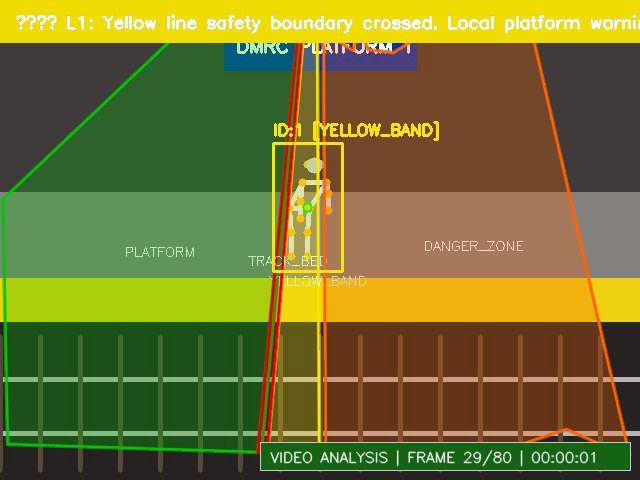 ???? L1: Yellow line safety boundary crossed. Local platform warni
DMRC PLATFORM 1
ID:1 [YELLOW_BAND]
PLATFORM
DANGER_ZONE
TRACK_BED
YELLOW_BAND
VIDEO ANALYSIS | FRAME 29/80 | 00:00:01